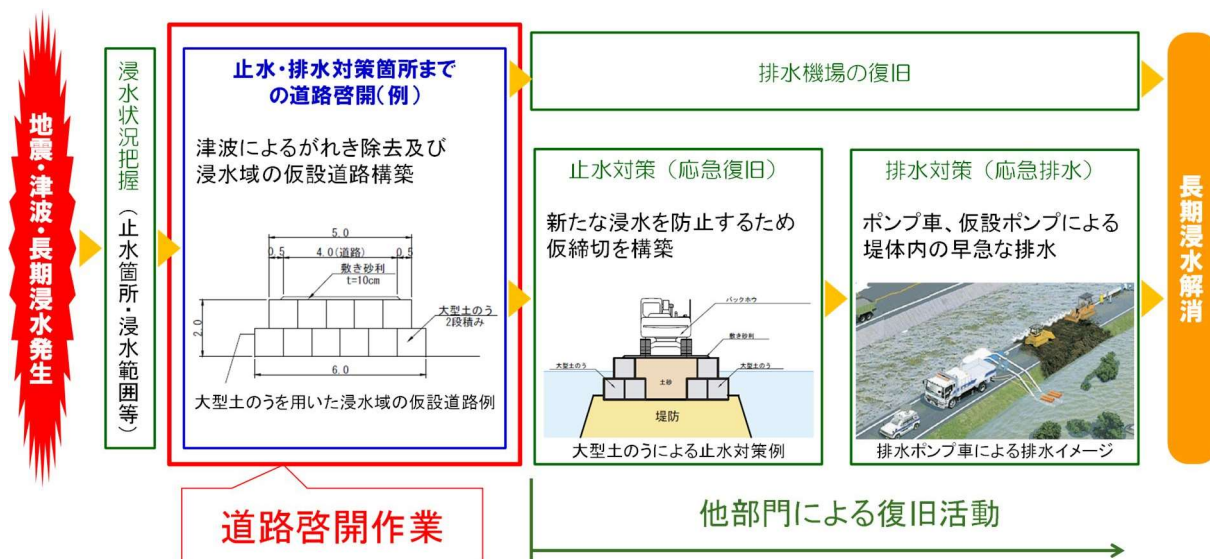 地震・津波・長期浸水発生
浸水状況把握（止水箇所・浸水範囲等）
止水・排水対策箇所まで
の道路啓開(例)
津波によるがれき除去及び
浸水域の仮設道路構築
5.0
0.5
4.0(道路)
0.5
敷き砂利
t=10cm
2.0
大型土のう
2段積み
6.0
大型土のうを用いた浸水域の仮設道路例
道路啓開作業
排水機場の復旧
止水対策（応急復旧）
新たな浸水を防止するため
仮締切を構築
バックホウ
敷き砂利
大型土のう
大型土のう
土砂
堤防
大型土のうによる止水対策例
排水対策（応急排水）
ポンプ車、仮設ポンプによる
堤体内の早急な排水
排水ポンプ車による排水イメージ
他部門による復旧活動
長期浸水解消